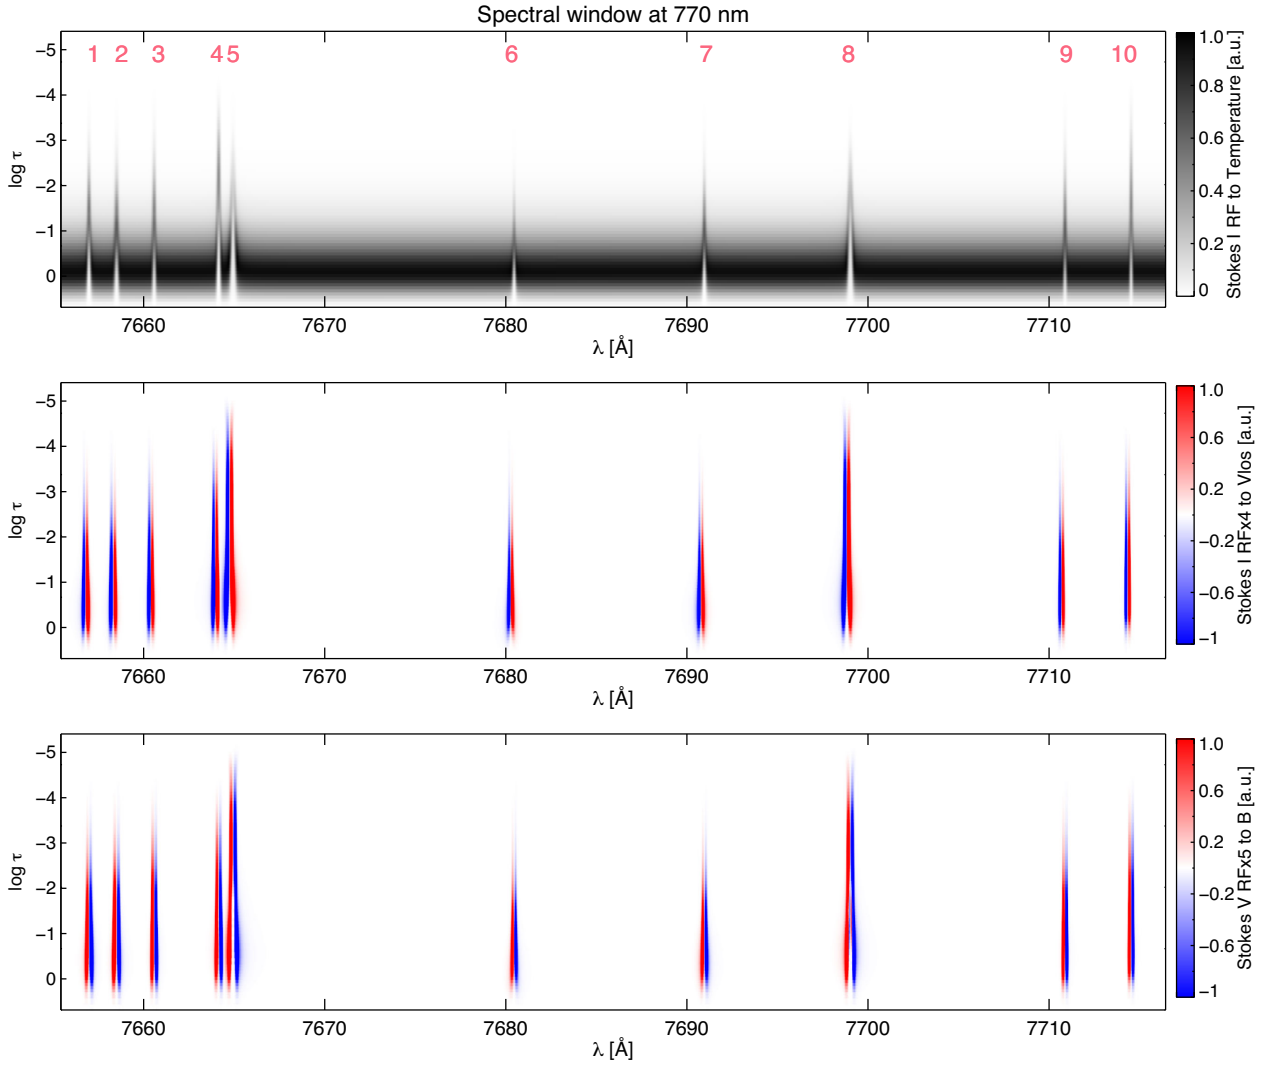 Spectral window at 770 nm
1 2 3 4 5 6 7 8 9 10
−5
−4
−3
−2
−1
0
log τ
7660 7670 7680 7690 7700 7710
λ [Å]
1.0
0.8
0.6
0.4
0.2
0
Stokes I RF to Temperature [a.u.]
−5
−4
−3
−2
−1
0
log τ
7660 7670 7680 7690 7700 7710
λ [Å]
1.0
0.6
0.2
−0.2
−0.6
−1
Stokes I RFx4 to Vlos [a.u.]
−5
−4
−3
−2
−1
0
log τ
7660 7670 7680 7690 7700 7710
λ [Å]
1.0
0.6
0.2
−0.2
−0.6
−1
Stokes V RFx5 to B [a.u.]